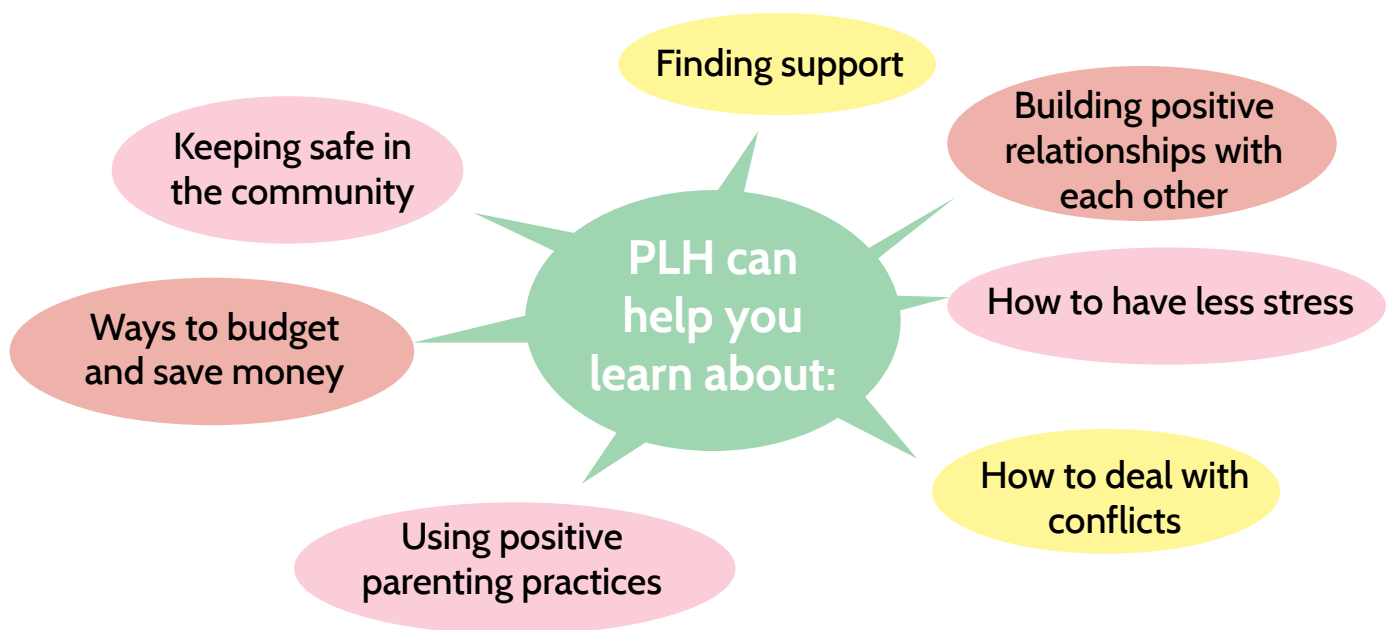 PLH can
help you
learn about:
Finding support
Building positive
relationships with
each other
How to have less stress
How to deal with
conflicts
Using positive
parenting practices
Ways to budget
and save money
Keeping safe in
the community